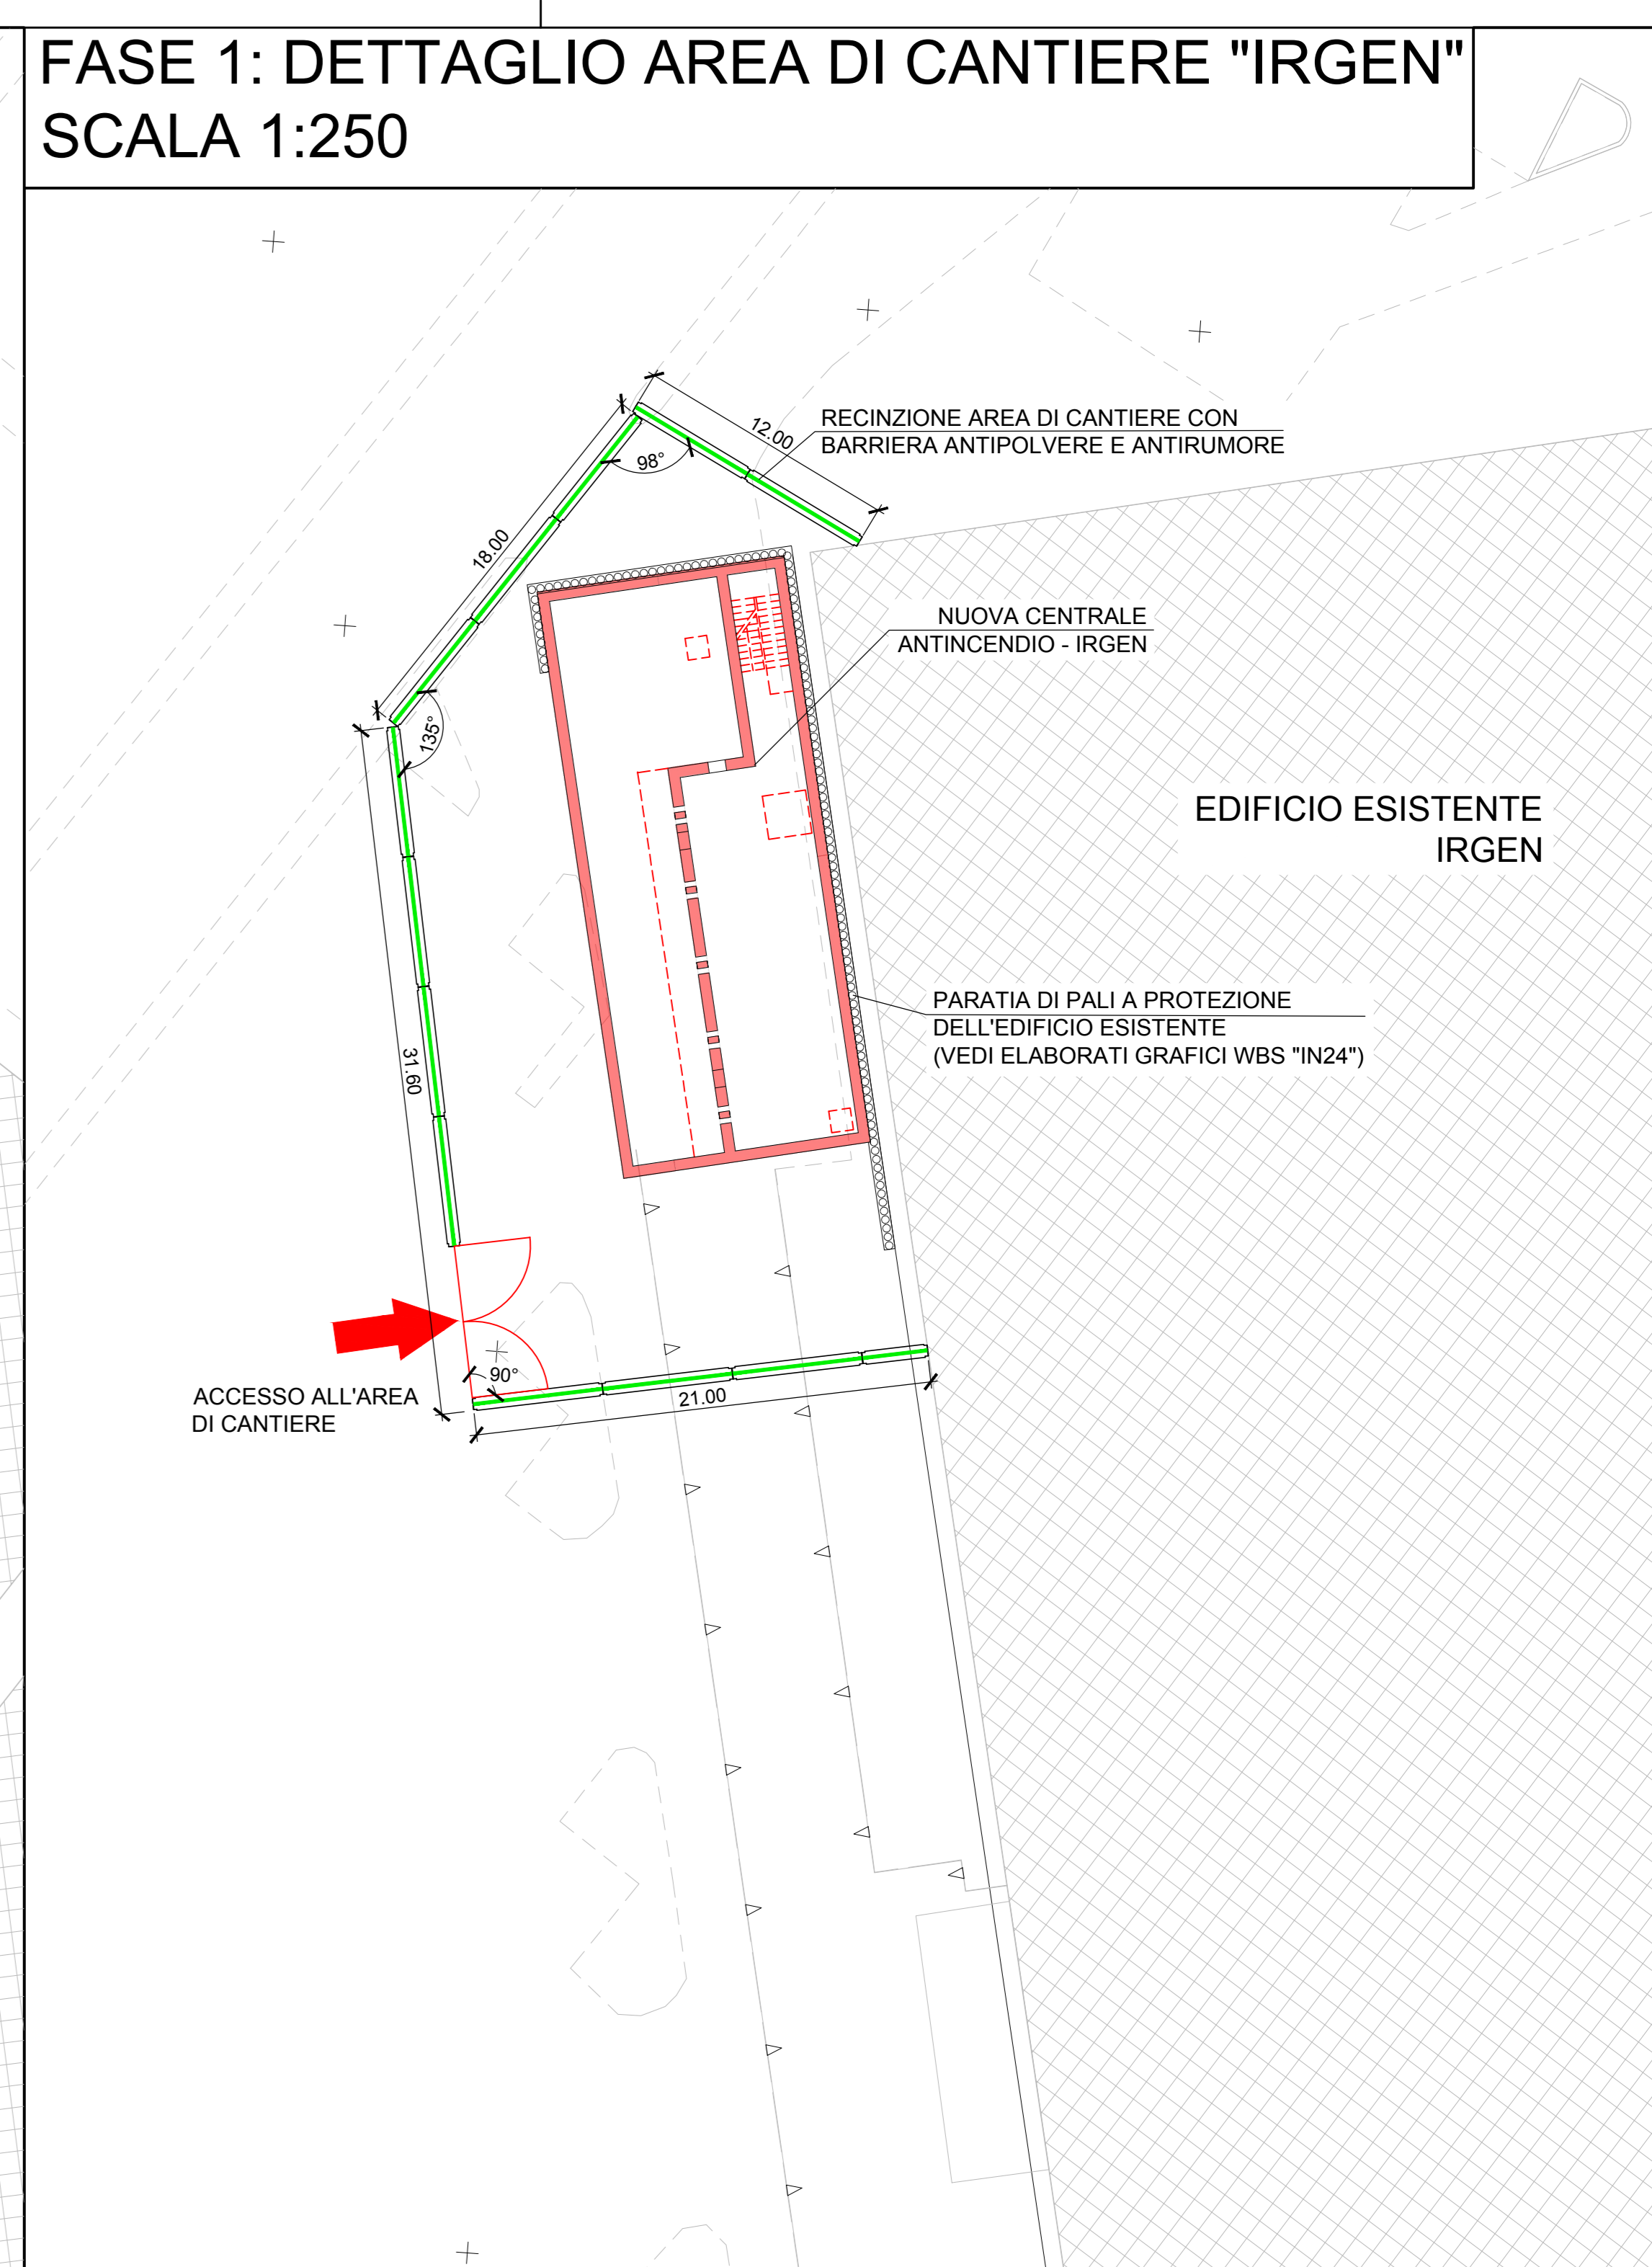 FASE 1: DETTAGLIO AREA DI CANTIERE "IRGEN"
SCALA 1:250
12.00
RECINZIONE AREA DI CANTIERE CON
BARRIERA ANTIPOLVERE E ANTIRUMORE
98°
18.00
NUOVA CENTRALE
ANTINCENDIO - IRGEN
135°
EDIFICIO ESISTENTE
IRGEN
PARATIA DI PALI A PROTEZIONE
DELL'EDIFICIO ESISTENTE
(VEDI ELABORATI GRAFICI WBS "IN24")
31.60
90°
ACCESSO ALL'AREA
DI CANTIERE
21.00